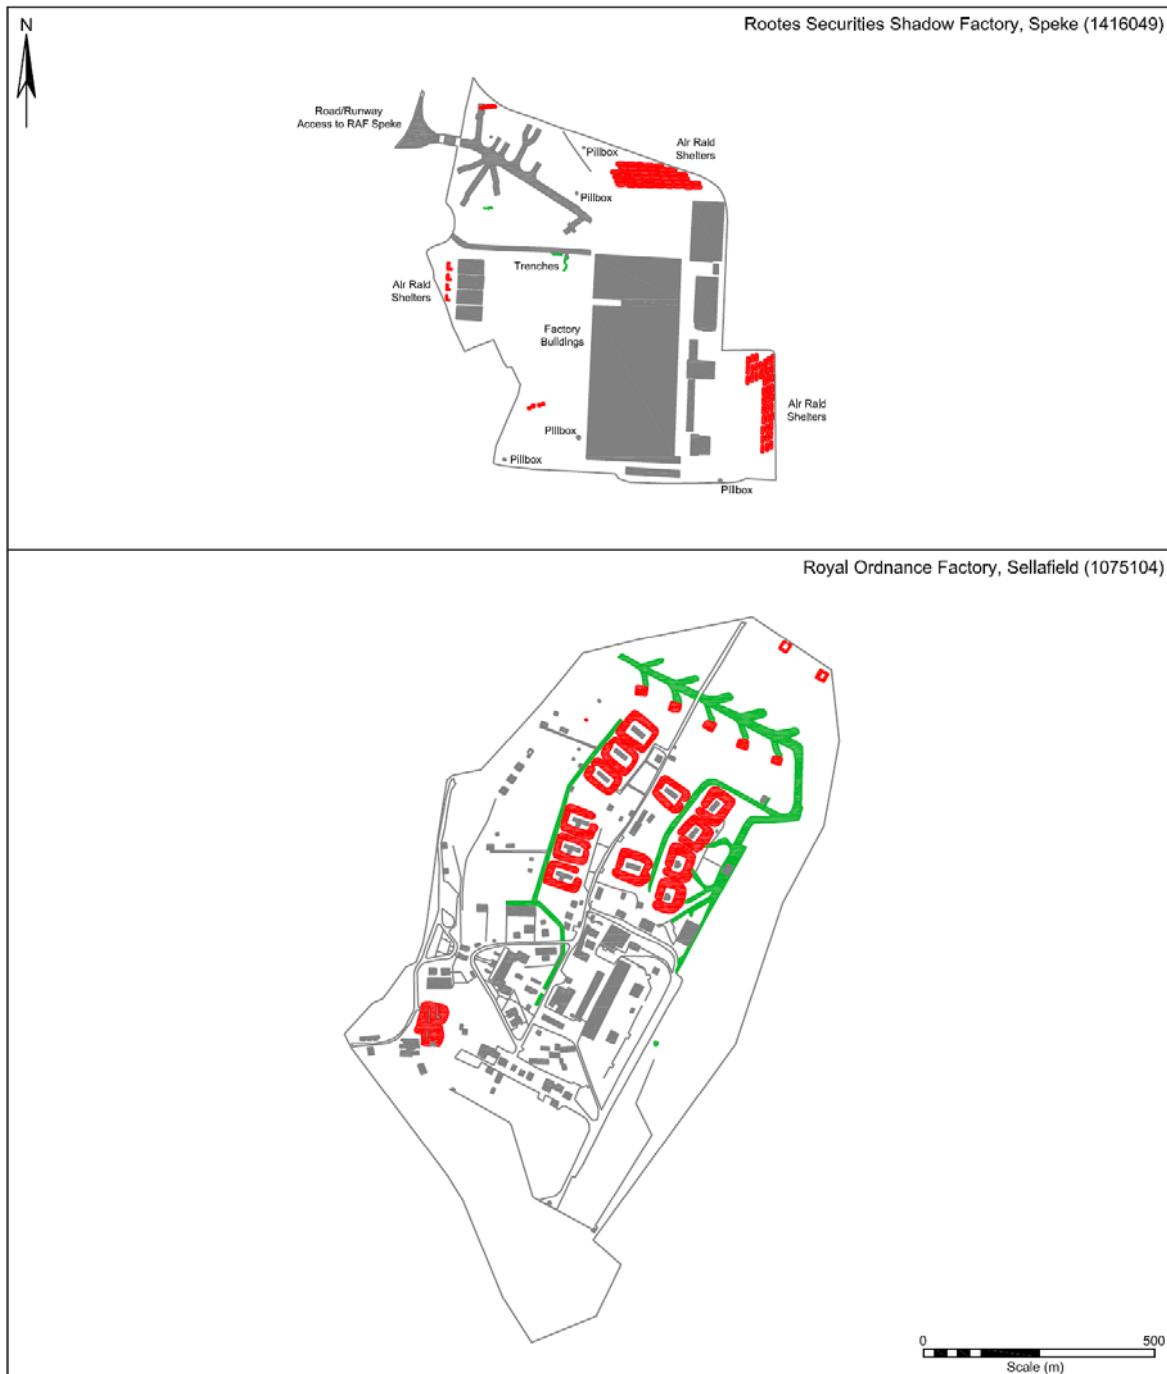 Rootes Securities Shadow Factory, Speke (1416049)
N
Road/Runway
Access to RAF Speke
Pillbox
Air Raid
Shelters
Pillbox
Trenches
Air Raid
Shelters
Factory
Buildings
Air Raid
Shelters
Pillbox
Pillbox
Pillbox
Royal Ordnance Factory, Sellafield (1075104)
0
500
Scale (m)